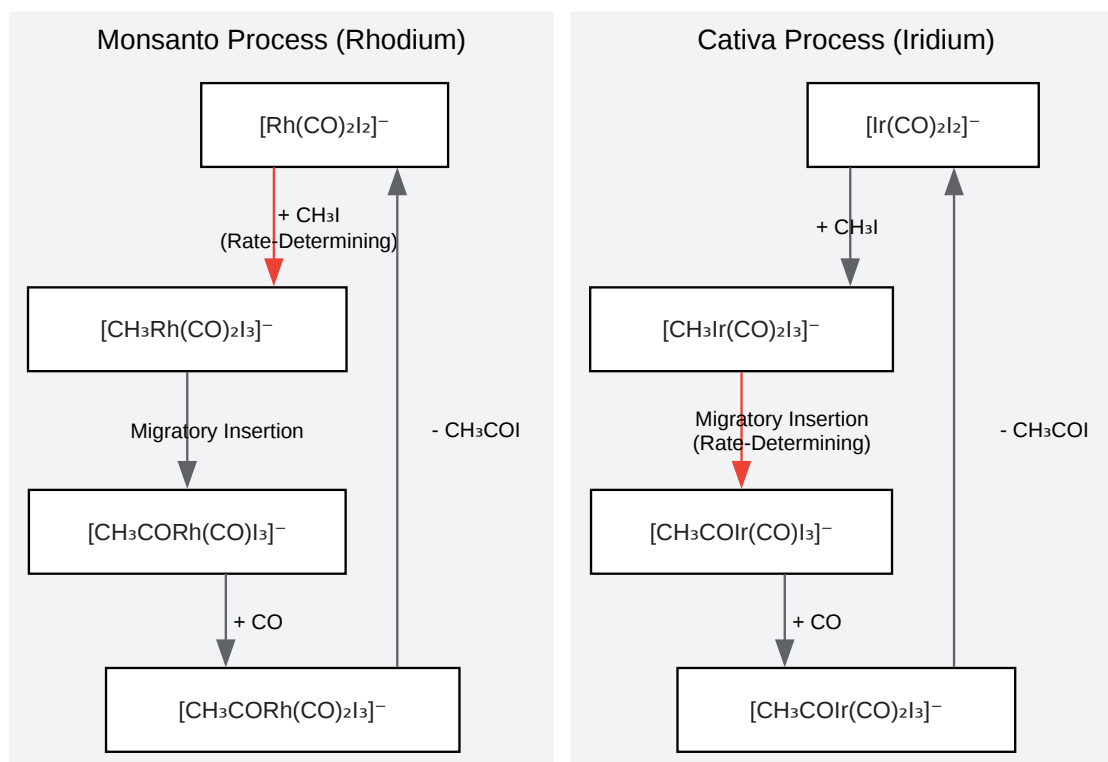 Monsanto Process (Rhodium)
[Rh(CO)₂I₂]⁻
+ CH₃I
(Rate-Determining)
[CH₃Rh(CO)₂I₃]⁻
Migratory Insertion
- CH₃COI
[CH₃CORh(CO)I₃]⁻
+ CO
[CH₃CORh(CO)₂I₃]⁻
Cativa Process (Iridium)
[Ir(CO)₂I₂]⁻
+ CH₃I
[CH₃Ir(CO)₂I₃]⁻
Migratory Insertion
(Rate-Determining)
- CH₃COI
[CH₃COIr(CO)I₃]⁻
+ CO
[CH₃COIr(CO)₂I₃]⁻